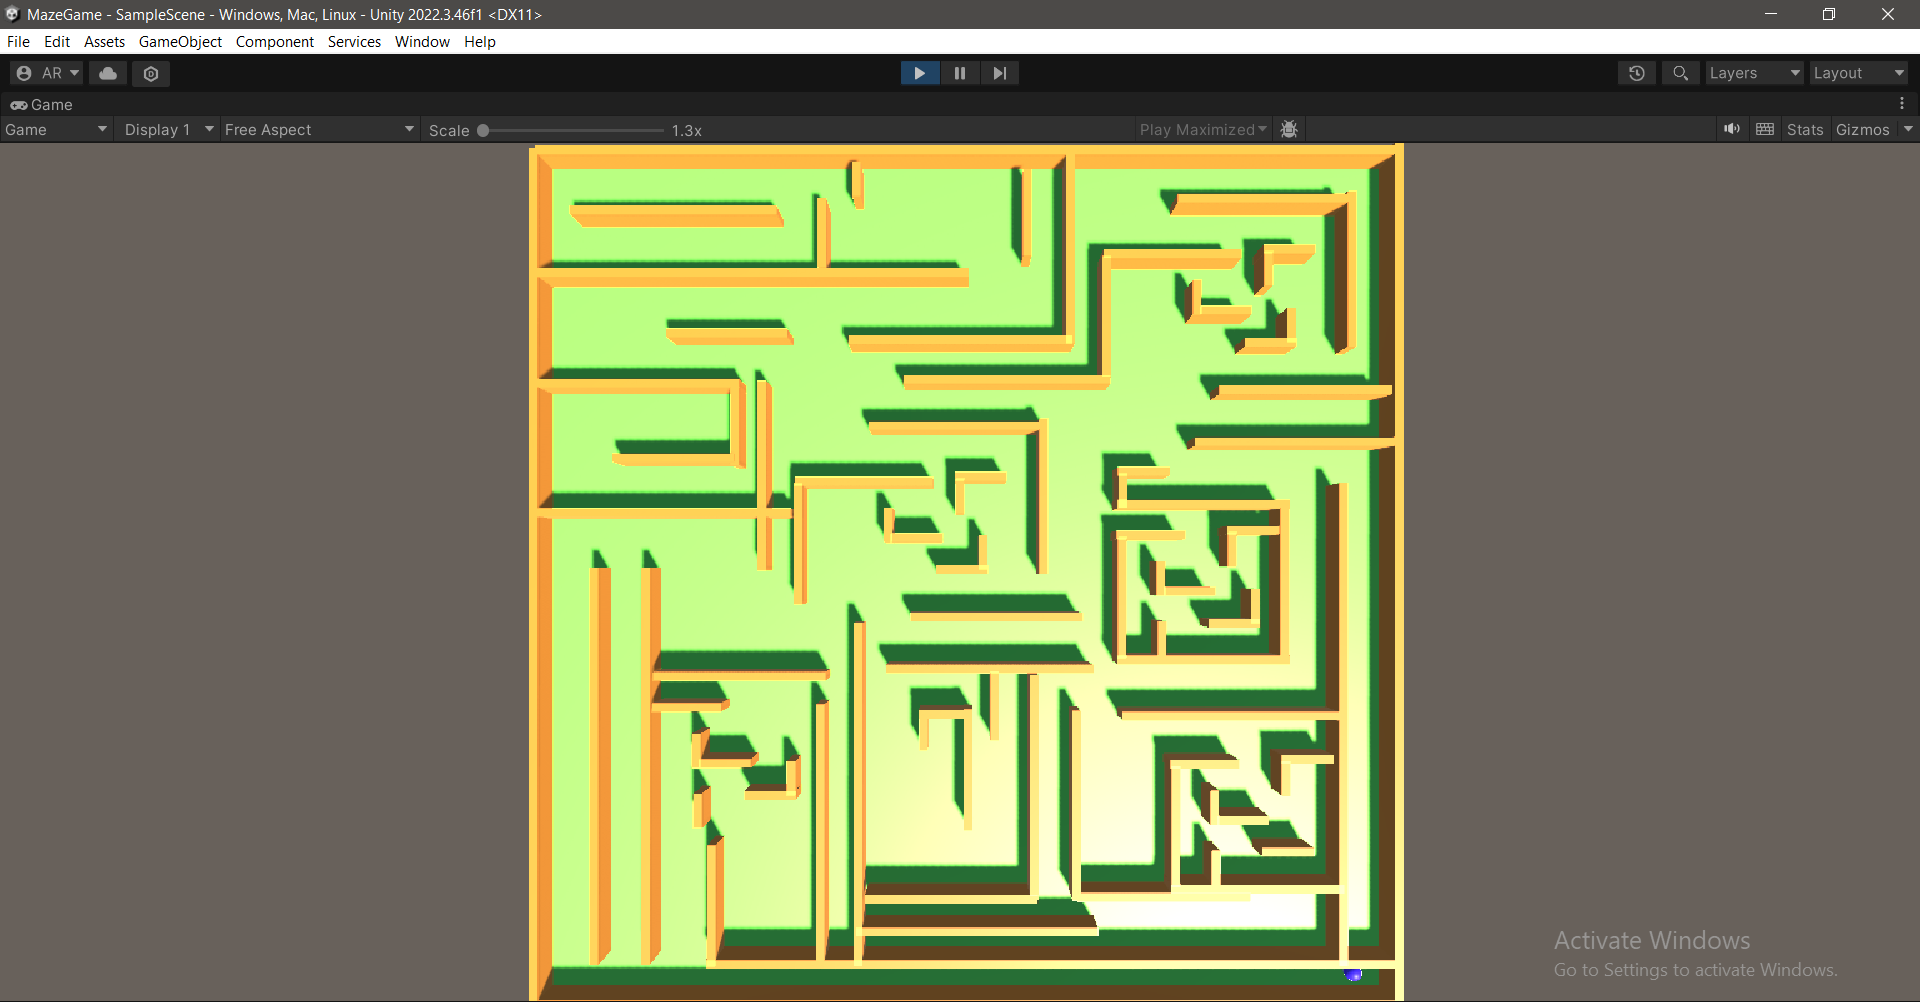 MazeGame - SampleScene - Windows, Mac, Linux - Unity 2022.3.46f1 <DX11>
File Edit Assets GameObject Component Services Window Help
AR Layers Layout
Game
Game Display 1 Free Aspect Scale 1.3x Play Maximized Stats Gizmos
Activate Windows
Go to Settings to activate Windows.